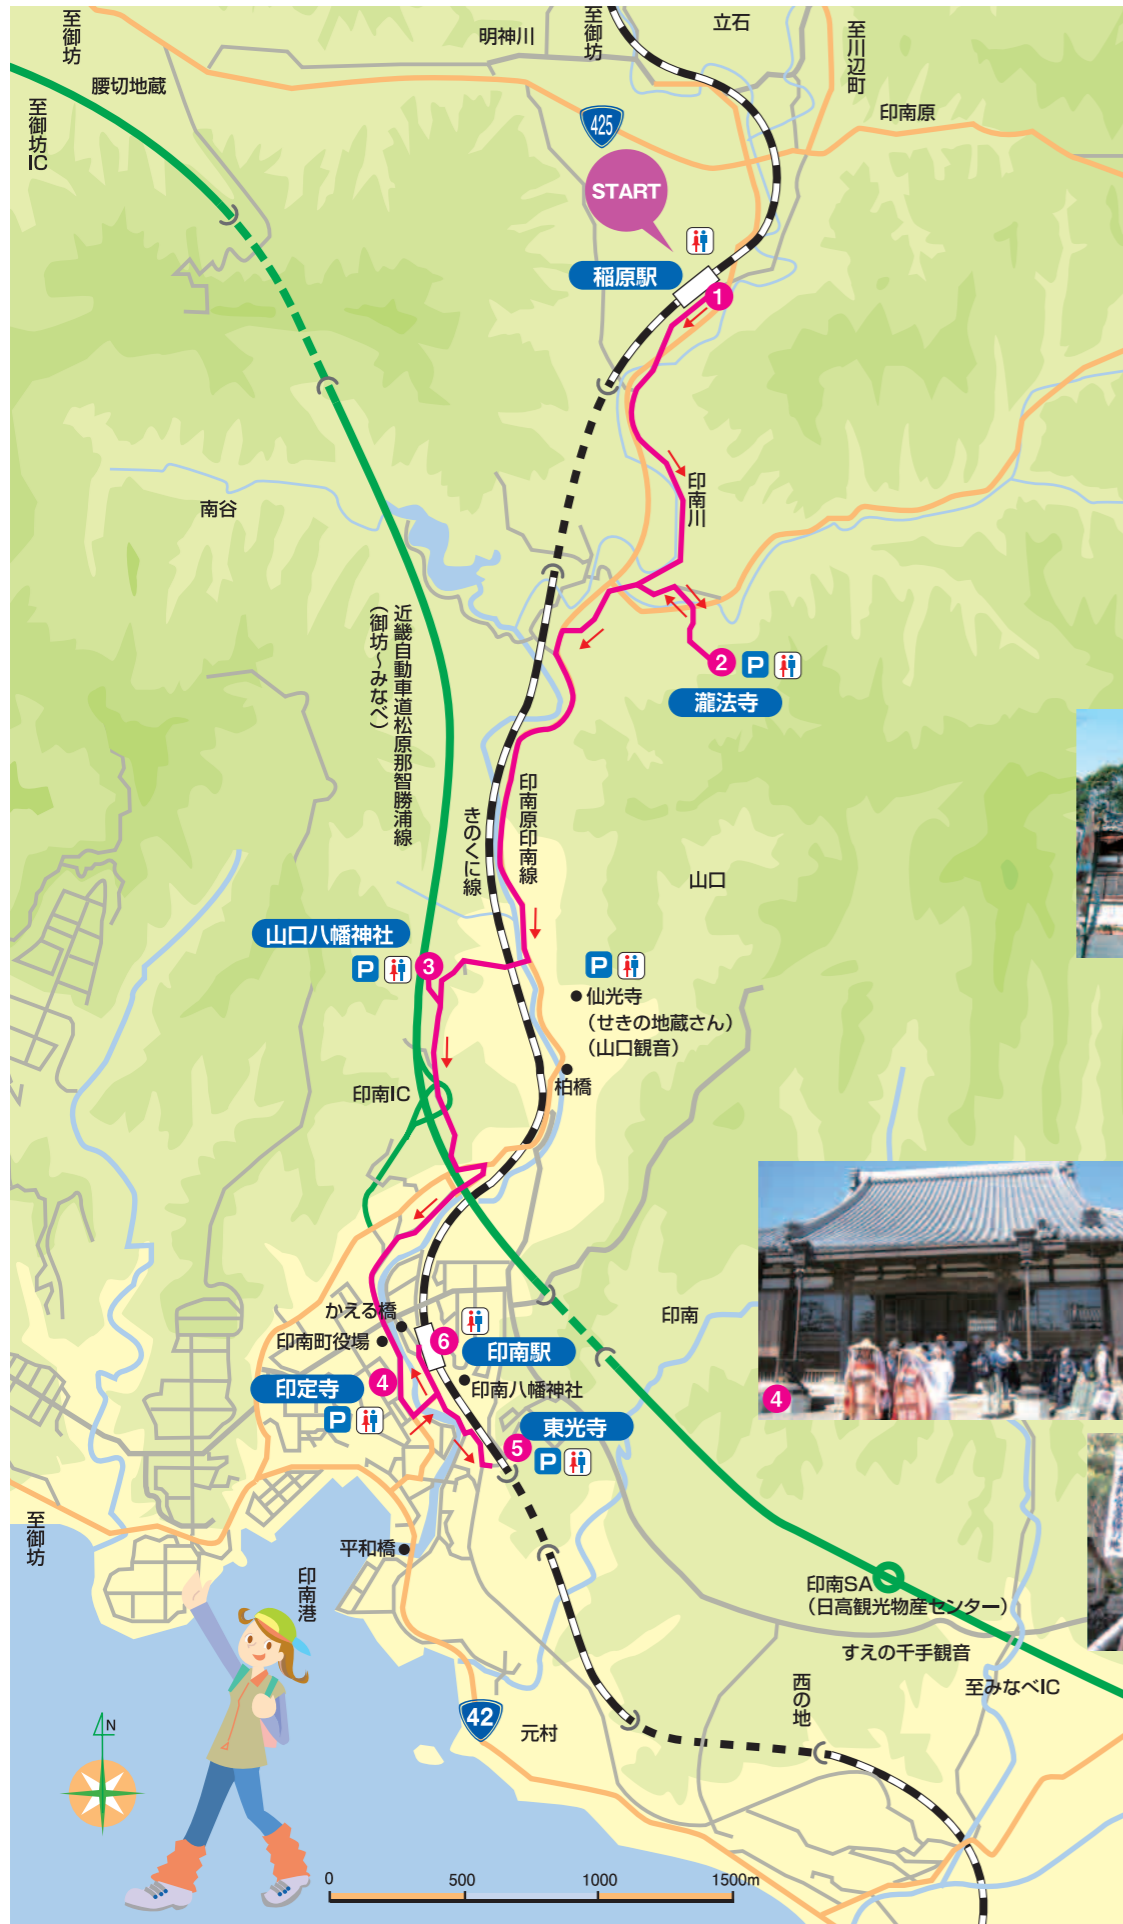 至御坊
明神川
至御坊
立石
至川辺町
腰切地蔵
至御坊IC
425
印南原
START
稲原駅
1
印南川
南谷
近畿自動車道松原那智勝浦線
(御坊〜みなべ)
2
P
瀧法寺
印南原印南線
きのくに線
山口
山口八幡神社
P
3
P
仙光寺
(せきの地蔵さん)
(山口観音)
柏橋
印南IC
かえる橋
印南町役場
6
印南駅
印南
印定寺
4
印南八幡神社
P
東光寺
5
P
4
至御坊
平和橋
印南港
印南SA
(日高観光物産センター)
すえの千手観音
至みなべIC
西の地
42
元村
N
0
500
1000
1500m